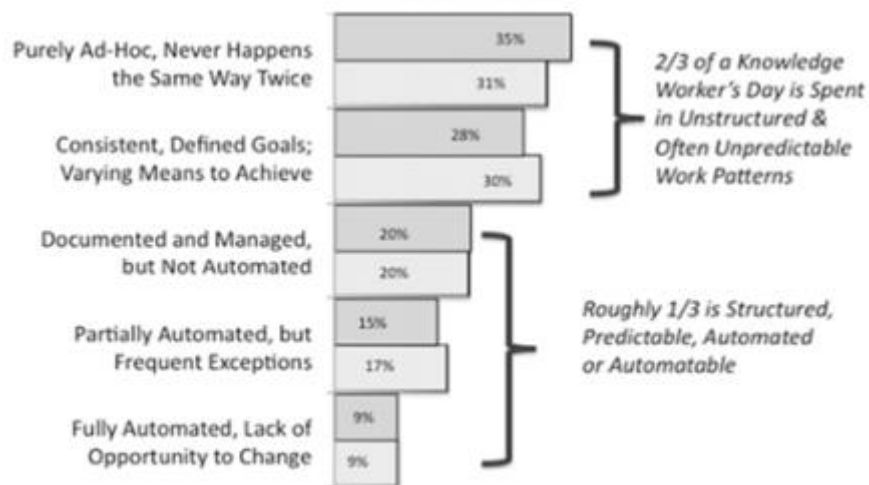 Purely Ad-Hoc, Never Happens
the Same Way Twice
35%
31%
2/3 of a Knowledge
Worker's Day is Spent
in Unstructured &
Often Unpredictable
Work Patterns
Consistent, Defined Goals;
Varying Means to Achieve
28%
30%
Documented and Managed,
but Not Automated
20%
20%
Roughly 1/3 is Structured,
Predictable, Automated
or Automatable
Partially Automated, but
Frequent Exceptions
15%
17%
Fully Automated, Lack of
Opportunity to Change
9%
9%